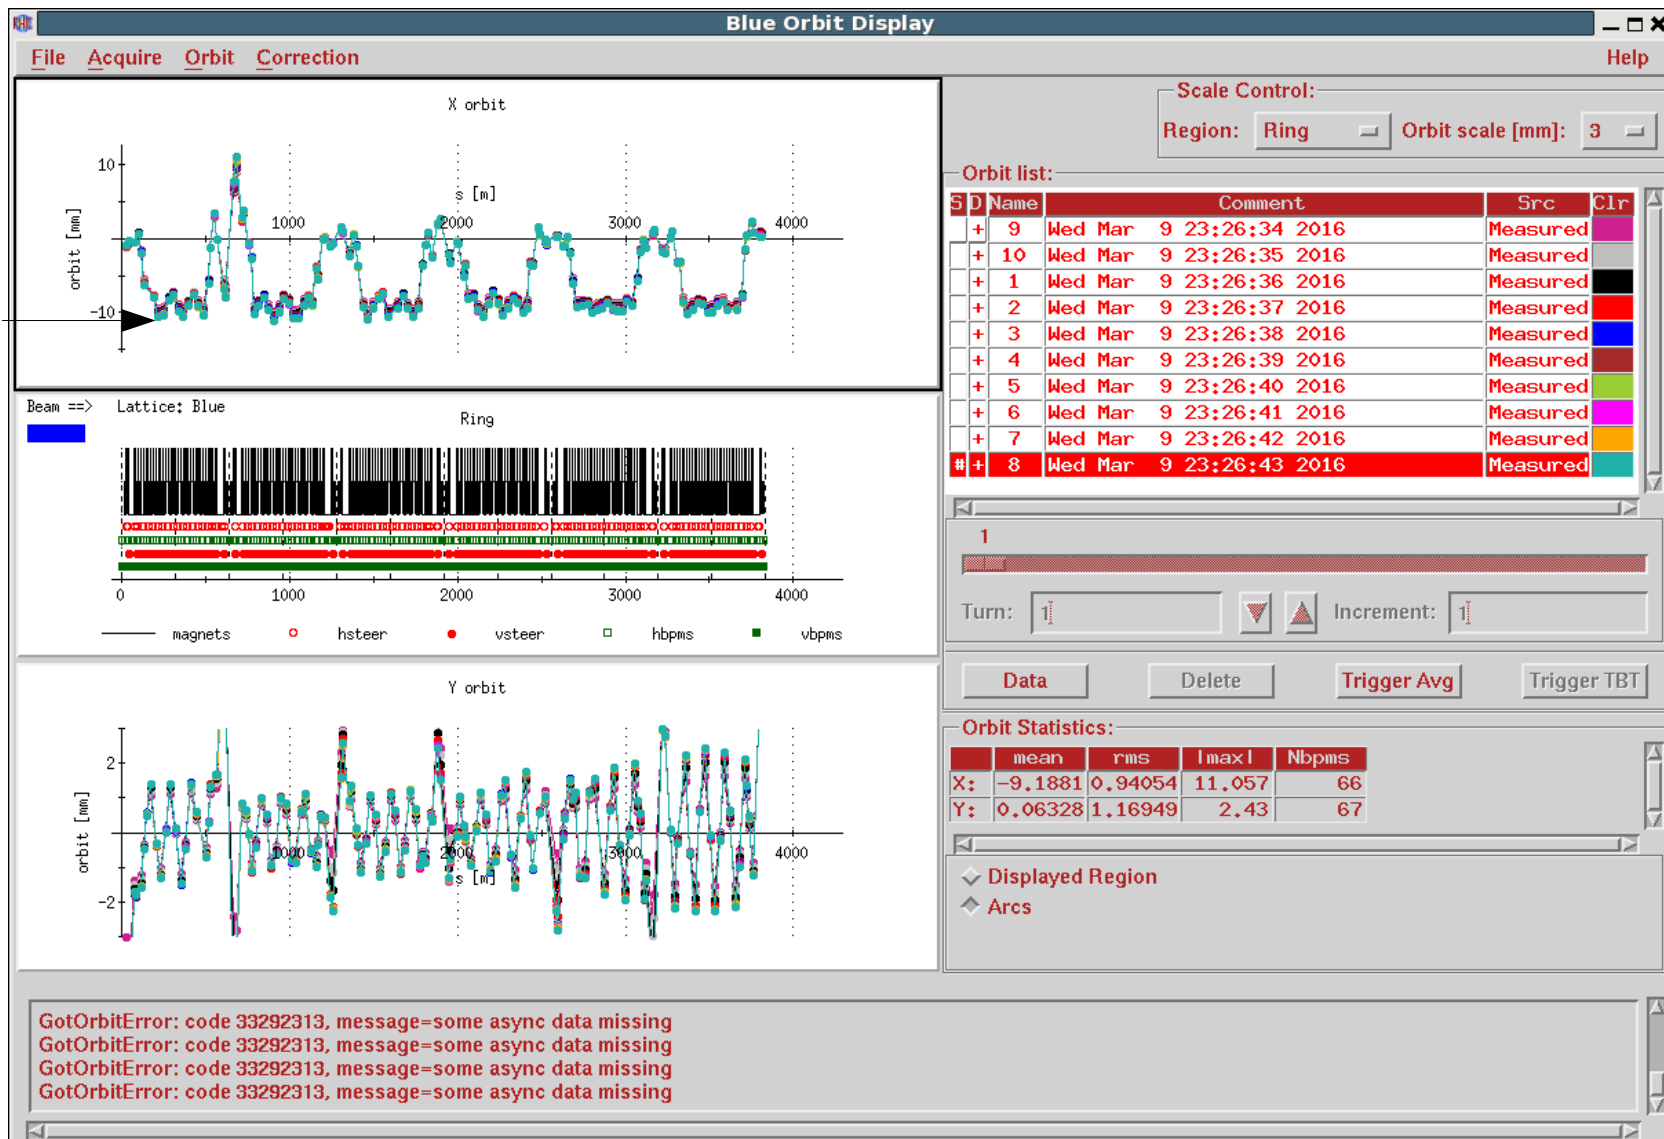 RHIC
Blue Orbit Display
File Acquire Orbit Correction Help
X orbit
10
-10
orbit [mm]
s [m]
1000 2000 3000 4000
Beam ==> Lattice: Blue
Ring
0 1000 2000 3000 4000
magnets hsteer vsteer hbpms vbpms
Y orbit
2
-2
orbit [mm]
1000 2000 3000 4000
s [m]
Scale Control:
Region: Ring Orbit scale [mm]: 3
Orbit list:
S D Name Comment Src Clr
+ 9 Wed Mar 9 23:26:34 2016 Measured
+ 10 Wed Mar 9 23:26:35 2016 Measured
+ 1 Wed Mar 9 23:26:36 2016 Measured
+ 2 Wed Mar 9 23:26:37 2016 Measured
+ 3 Wed Mar 9 23:26:38 2016 Measured
+ 4 Wed Mar 9 23:26:39 2016 Measured
+ 5 Wed Mar 9 23:26:40 2016 Measured
+ 6 Wed Mar 9 23:26:41 2016 Measured
+ 7 Wed Mar 9 23:26:42 2016 Measured
# + 8 Wed Mar 9 23:26:43 2016 Measured
1
Turn: 1 Increment: 1
Data Delete Trigger Avg Trigger TBT
Orbit Statistics:
mean rms |max| Nbpms
X: -9.1881 0.94054 11.057 66
Y: 0.06328 1.16949 2.43 67
Displayed Region
Arcs
GotOrbitError: code 33292313, message=some async data missing
GotOrbitError: code 33292313, message=some async data missing
GotOrbitError: code 33292313, message=some async data missing
GotOrbitError: code 33292313, message=some async data missing